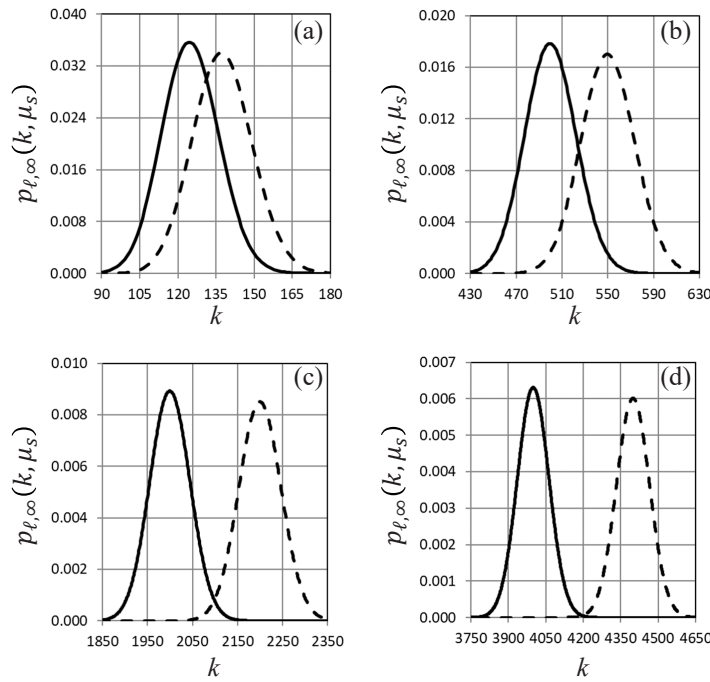 (a)
p_{ℓ,∞}(k, μ_s)
0.040
0.032
0.024
0.016
0.008
0.000
90 105 120 135 150 165 180
k
(b)
p_{ℓ,∞}(k, μ_s)
0.020
0.016
0.012
0.008
0.004
0.000
430 470 510 550 590 630
k
(c)
p_{ℓ,∞}(k, μ_s)
0.010
0.008
0.006
0.004
0.002
0.000
1850 1950 2050 2150 2250 2350
k
(d)
p_{ℓ,∞}(k, μ_s)
0.007
0.006
0.005
0.004
0.003
0.002
0.001
0.000
3750 3900 4050 4200 4350 4500 4650
k